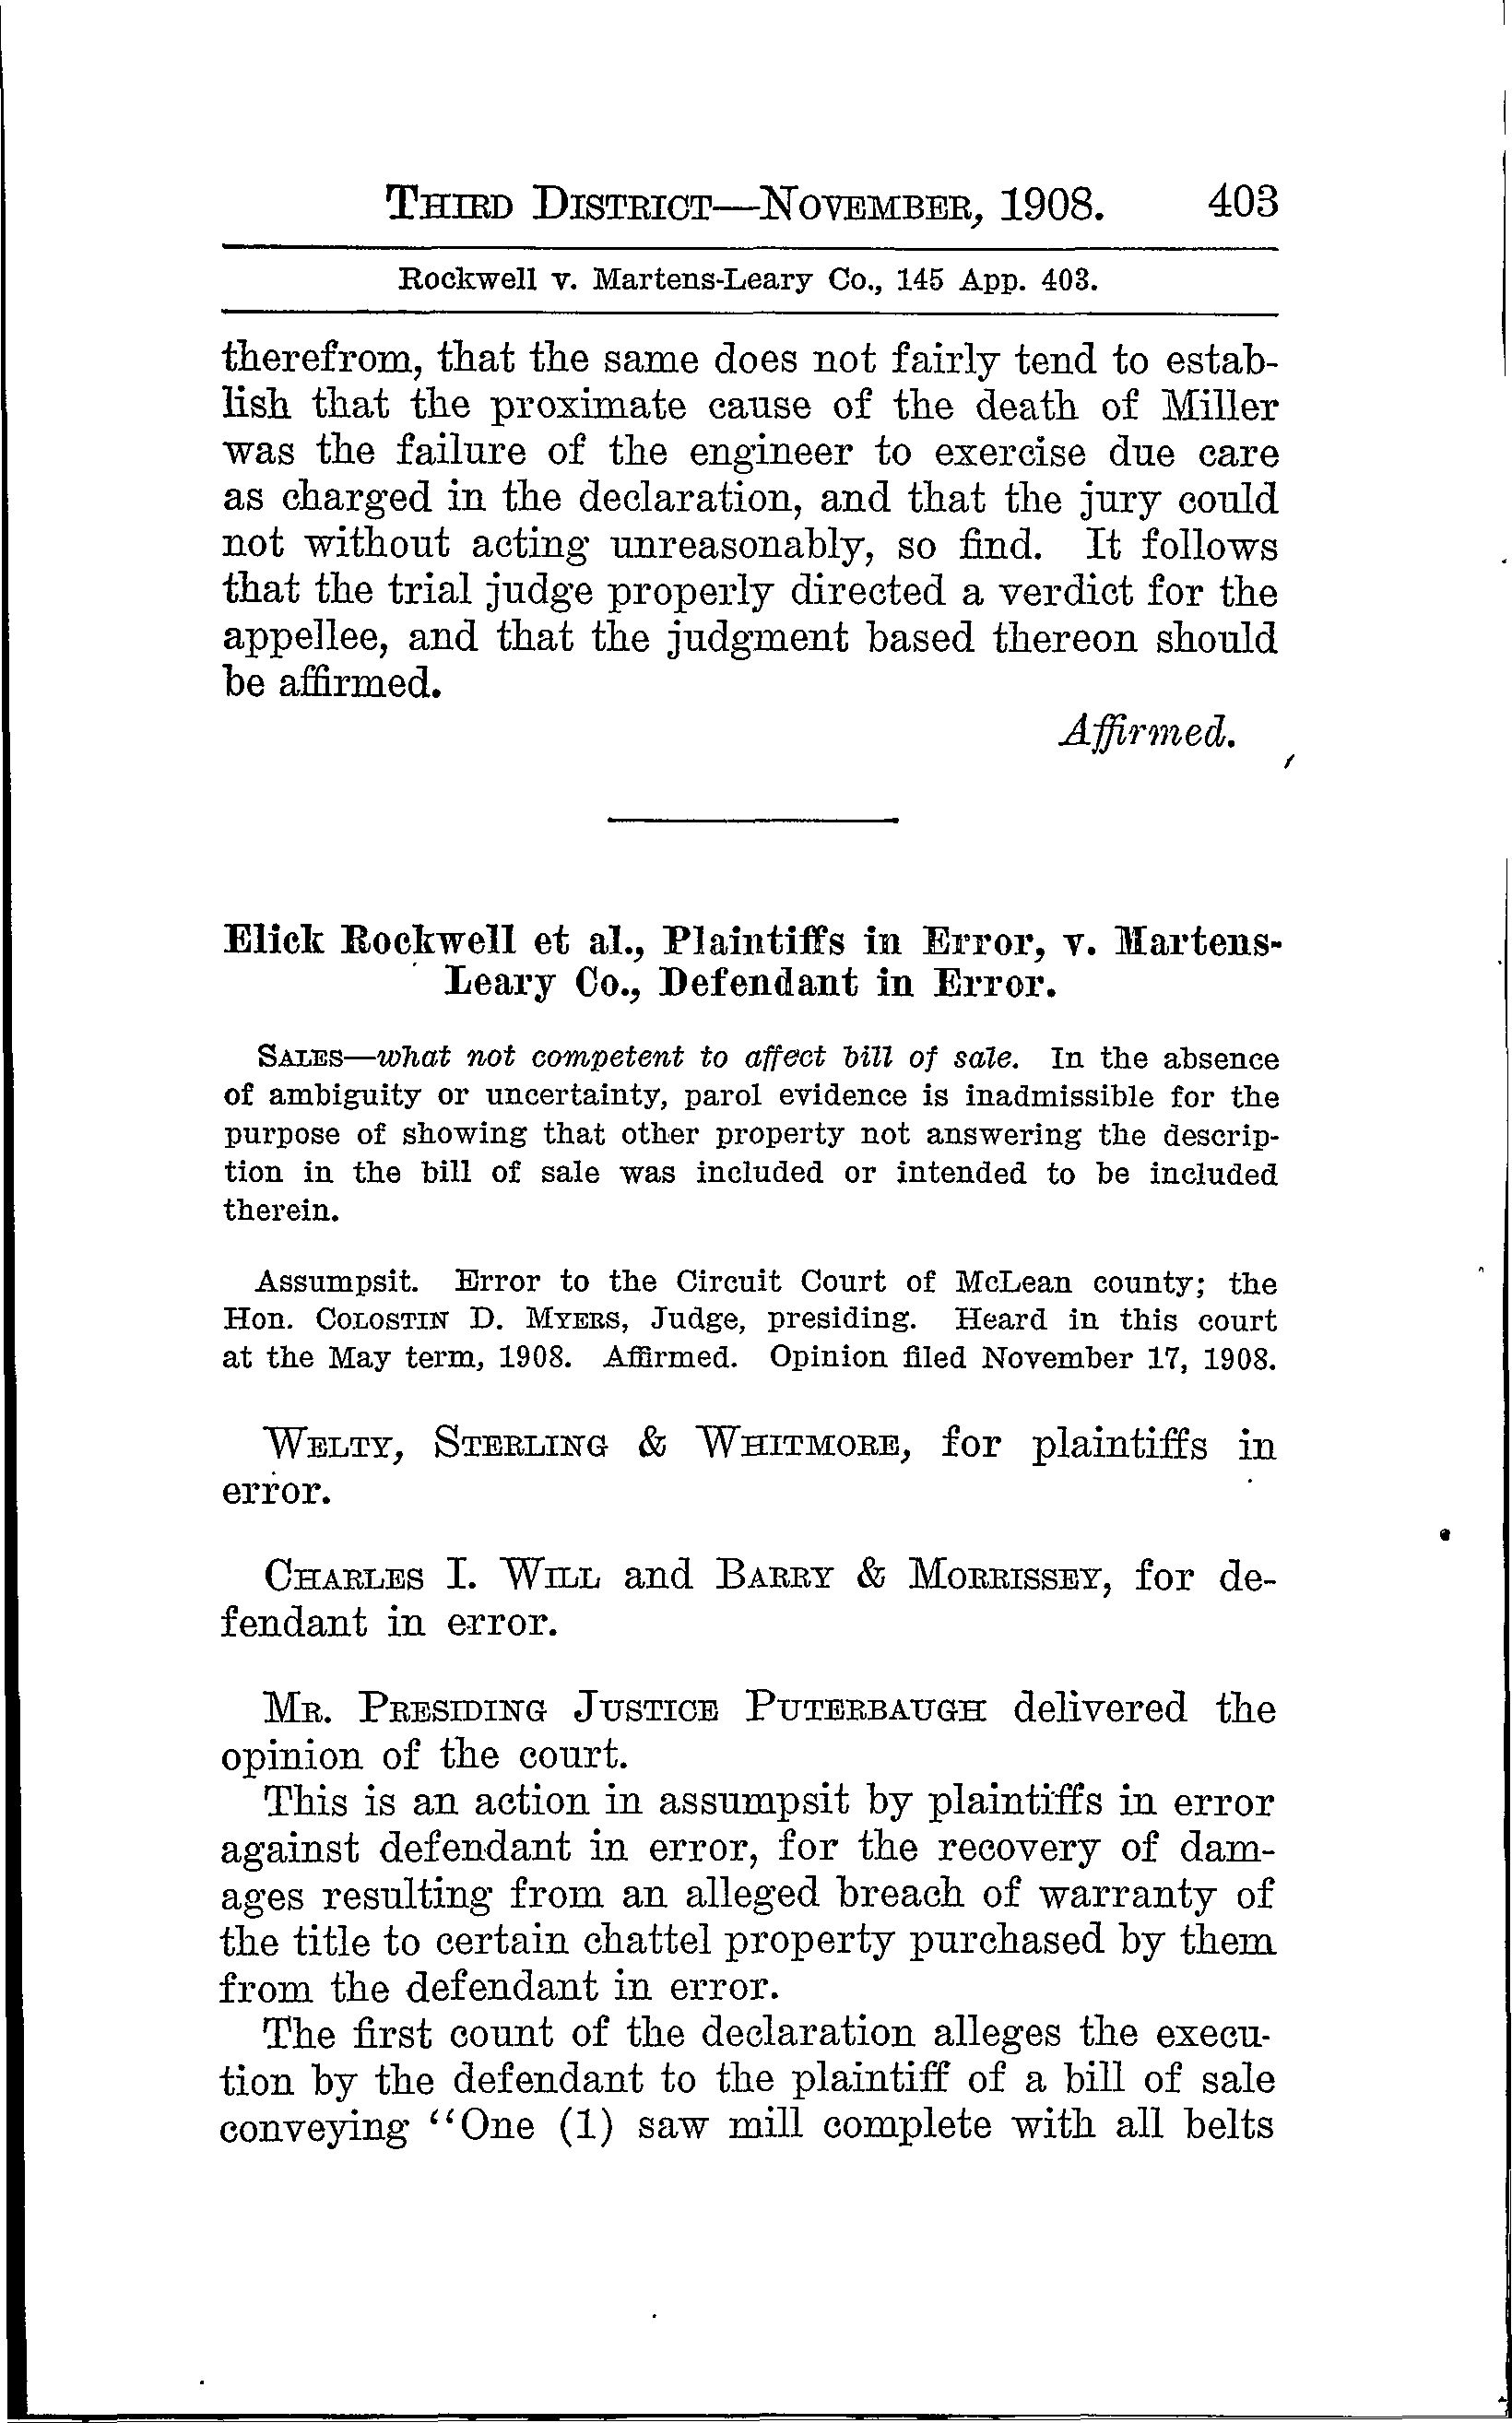 THIRD DISTRICT—NOVEMBER, 1908. 403
Rockwell v. Martens-Leary Co., 145 App. 403.
therefrom, that the same does not fairly tend to estab-
lish that the proximate cause of the death of Miller
was the failure of the engineer to exercise due care
as charged in the declaration, and that the jury could
not without acting unreasonably, so find. It follows
that the trial judge properly directed a verdict for the
appellee, and that the judgment based thereon should
be affirmed.
Affirmed.
Elick Rockwell et al., Plaintiffs in Error, v. Martens-
Leary Co., Defendant in Error.
SALES—what not competent to affect bill of sale. In the absence
of ambiguity or uncertainty, parol evidence is inadmissible for the
purpose of showing that other property not answering the descrip-
tion in the bill of sale was included or intended to be included
therein.
Assumpsit. Error to the Circuit Court of McLean county; the
Hon. COLOSTIN D. MYERS, Judge, presiding. Heard in this court
at the May term, 1908. Affirmed. Opinion filed November 17, 1908.
WELTY, STERLING & WHITMORE, for plaintiffs in
error.
CHARLES I. WILL and BARRY & MORRISSEY, for de-
fendant in error.
MR. PRESIDING JUSTICE PUTERBAUGH delivered the
opinion of the court.
This is an action in assumpsit by plaintiffs in error
against defendant in error, for the recovery of dam-
ages resulting from an alleged breach of warranty of
the title to certain chattel property purchased by them
from the defendant in error.
The first count of the declaration alleges the execu-
tion by the defendant to the plaintiff of a bill of sale
conveying "One (1) saw mill complete with all belts